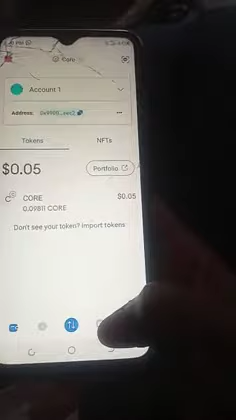 Core
Account 1
Address:
Tokens NFTs
$0.05
Portfolio
CORE $0.05
0.09811 CORE
Don't see your token? Import tokens